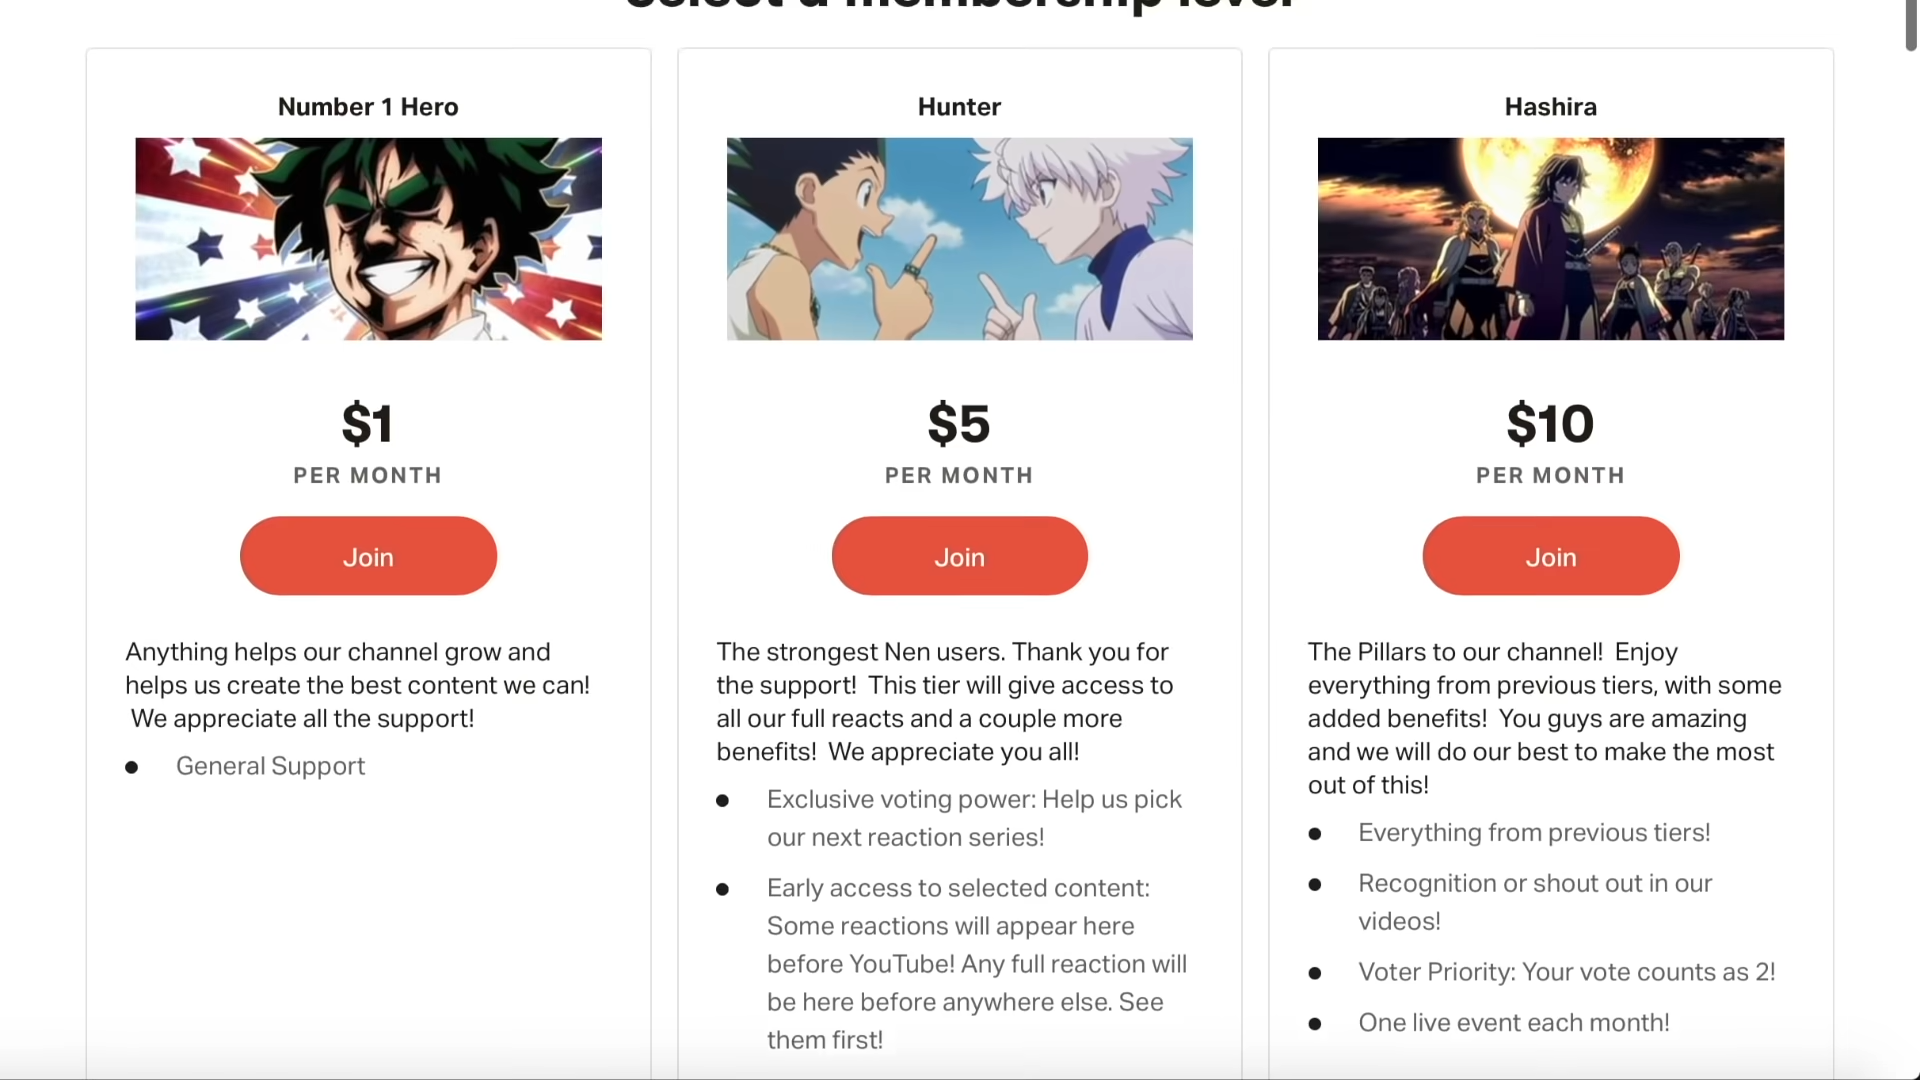 Select a membership level
Number 1 Hero
$1
PER MONTH
Join
Anything helps our channel grow and
helps us create the best content we can!
We appreciate all the support!
General Support
Hunter
$5
PER MONTH
Join
The strongest Nen users. Thank you for
the support! This tier will give access to
all our full reacts and a couple more
benefits! We appreciate you all!
Exclusive voting power: Help us pick
our next reaction series!
Early access to selected content:
Some reactions will appear here
before YouTube! Any full reaction will
be here before anywhere else. See
them first!
Hashira
$10
PER MONTH
Join
The Pillars to our channel! Enjoy
everything from previous tiers, with some
added benefits! You guys are amazing
and we will do our best to make the most
out of this!
Everything from previous tiers!
Recognition or shout out in our
videos!
Voter Priority: Your vote counts as 2!
One live event each month!